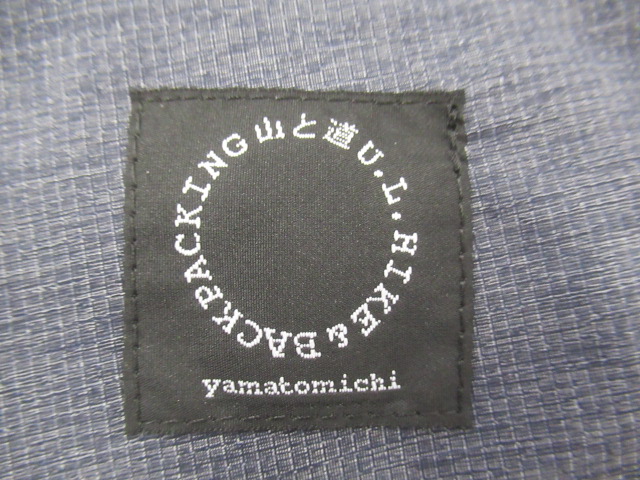 山と道 U.L. HIKE & BACKPACKING
yamatomichi